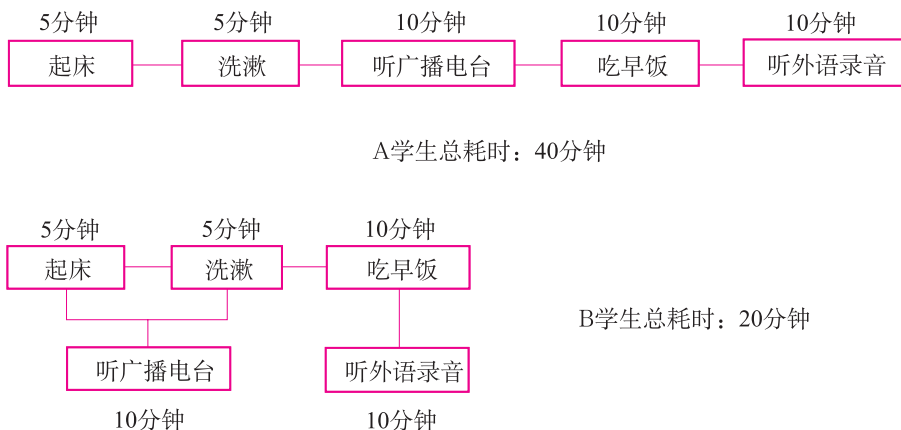 5分钟 5分钟 10分钟 10分钟 10分钟
起床 洗漱 听广播电台 吃早饭 听外语录音
A学生总耗时：40分钟
5分钟 5分钟 10分钟
起床 洗漱 吃早饭
B学生总耗时：20分钟
听广播电台 听外语录音
10分钟 10分钟